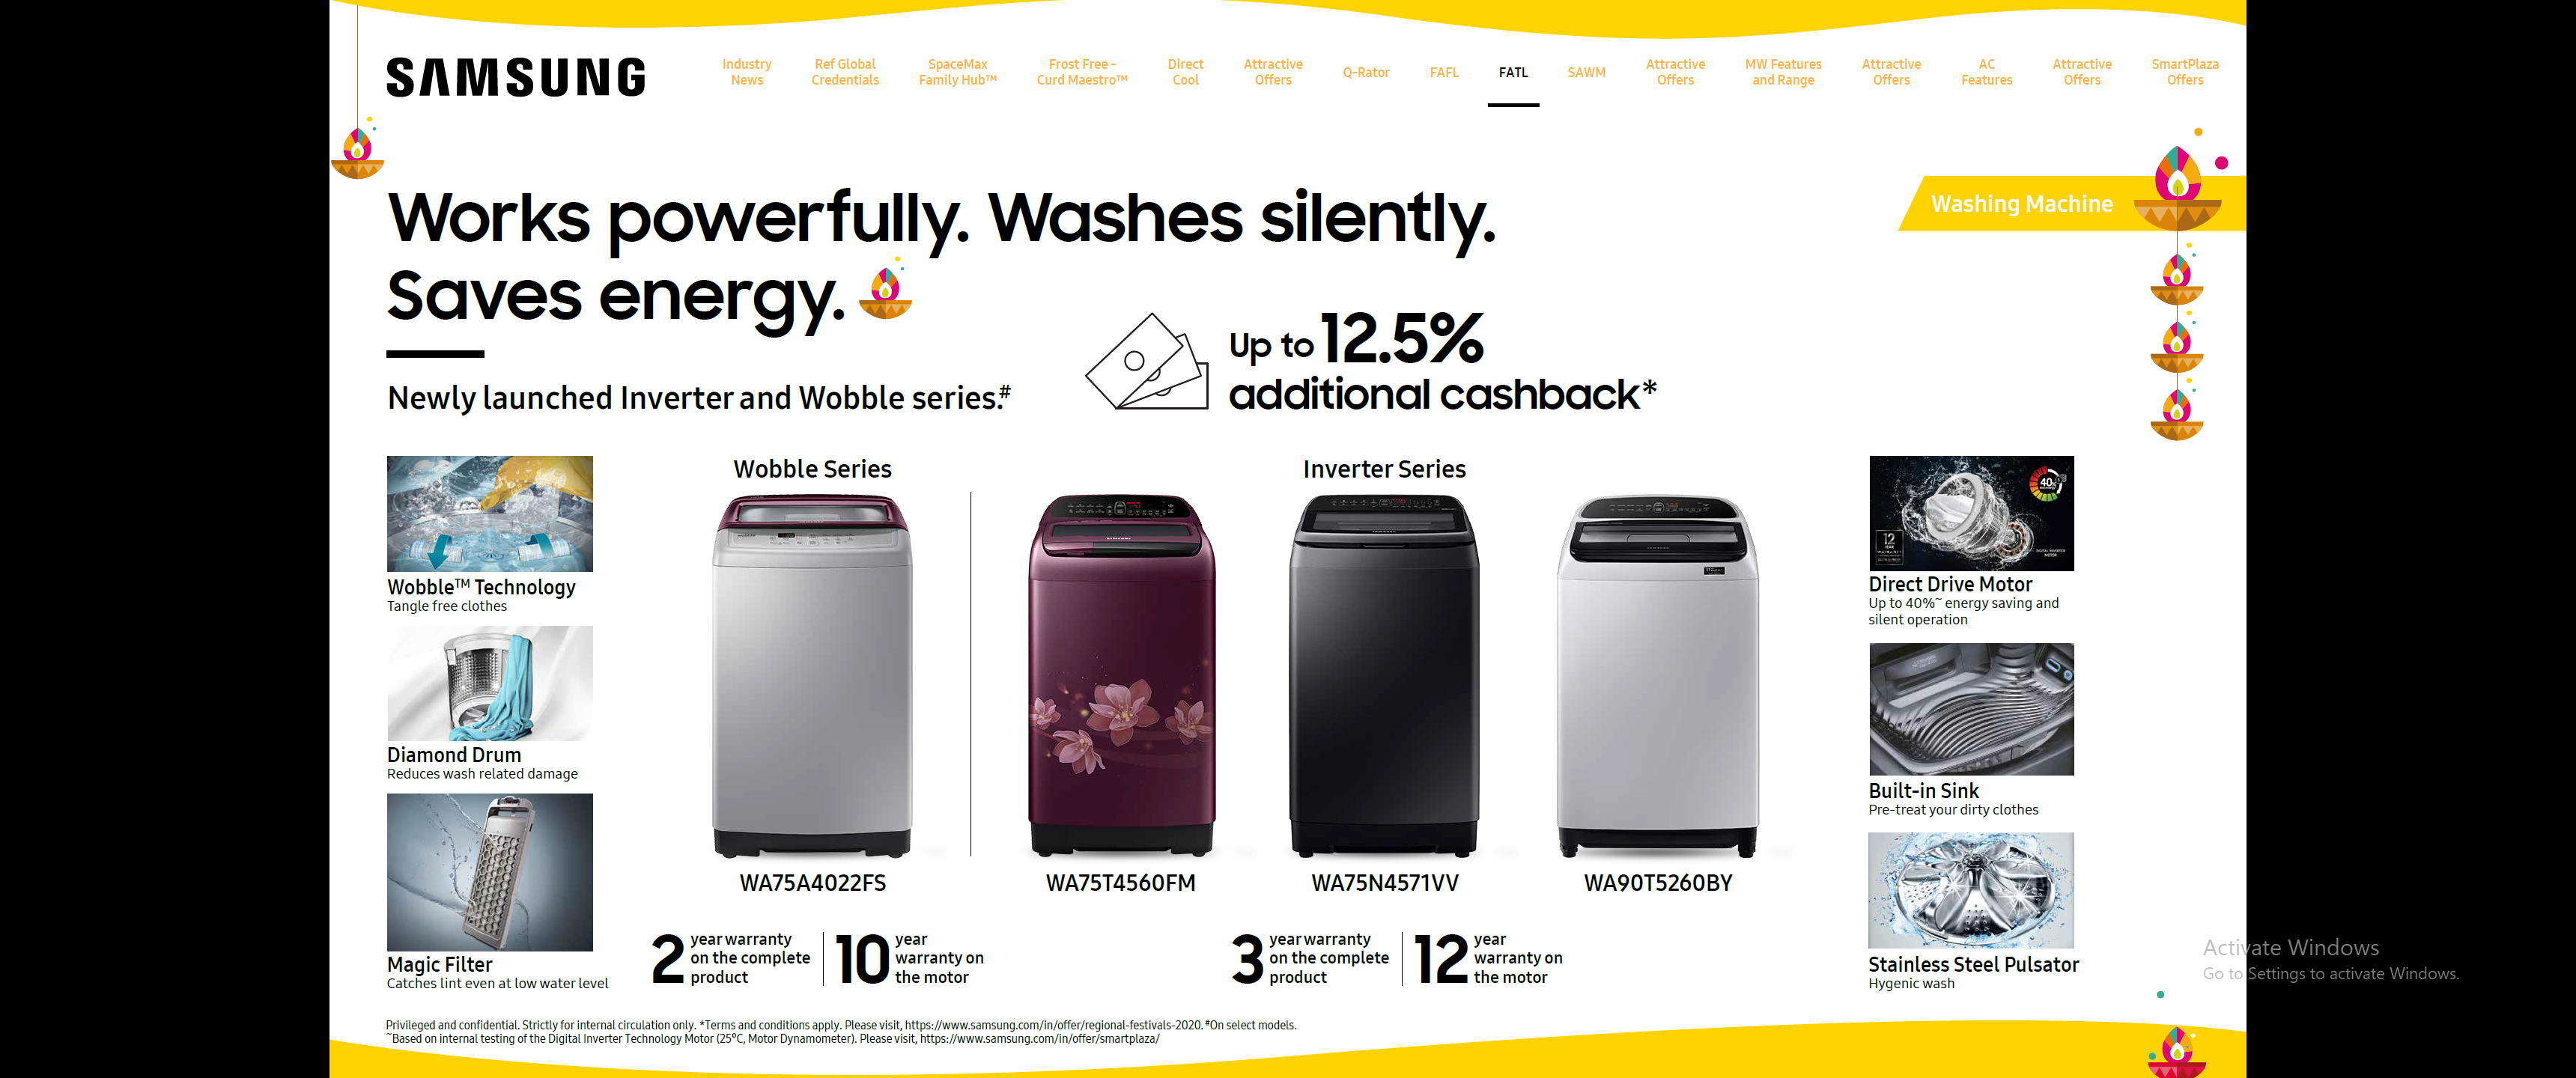 SAMSUNG
Industry
News
Ref Global
Credentials
SpaceMax
Family Hub™
Frost Free -
Curd Maestro™
Direct
Cool
Attractive
Offers
Q-Rator
FAFL
FATL
SAWM
Attractive
Offers
MW Features
and Range
Attractive
Offers
AC
Features
Attractive
Offers
SmartPlaza
Offers
Washing Machine
Works powerfully. Washes silently.
Saves energy.
Newly launched Inverter and Wobble series.#
Up to 12.5%
additional cashback*
Wobble™ Technology
Tangle free clothes
Diamond Drum
Reduces wash related damage
Magic Filter
Catches lint even at low water level
Wobble Series
WA75A4022FS
2 year warranty
on the complete
product
10 year
warranty on
the motor
Inverter Series
SAMSUNG
WA75T4560FM
WA75N4571VV
WA90T5260BY
3 year warranty
on the complete
product
12 year
warranty on
the motor
40%
12
YEAR
WARRANTY
DIGITAL INVERTER
MOTOR
Direct Drive Motor
Up to 40%~ energy saving and
silent operation
Built-in Sink
Pre-treat your dirty clothes
Stainless Steel Pulsator
Hygenic wash
Privileged and confidential. Strictly for internal circulation only. *Terms and conditions apply. Please visit, https://www.samsung.com/in/offer/regional-festivals-2020. #On select models.
~Based on internal testing of the Digital Inverter Technology Motor (25°C, Motor Dynamometer). Please visit, https://www.samsung.com/in/offer/smartplaza/
Activate Windows
Go to Settings to activate Windows.